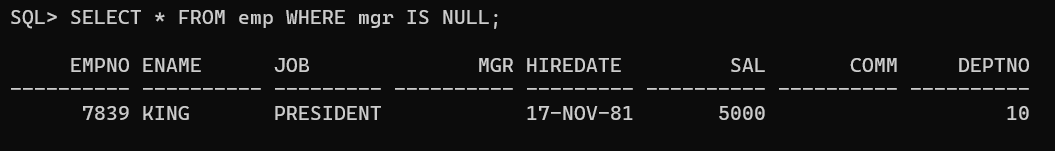 SQL> SELECT * FROM emp WHERE mgr IS NULL;
     EMPNO ENAME      JOB              MGR HIREDATE         SAL       COMM     DEPTNO
---------- ---------- --------- ---------- --------- ---------- ---------- ----------
      7839 KING       PRESIDENT            17-NOV-81       5000                    10